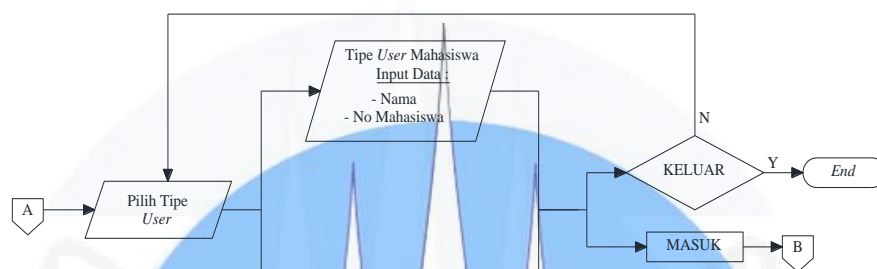 Tipe User Mahasiswa
Input Data :
- Nama
- No Mahasiswa
N
KELUAR
Y
End
A
Pilih Tipe
User
MASUK
B